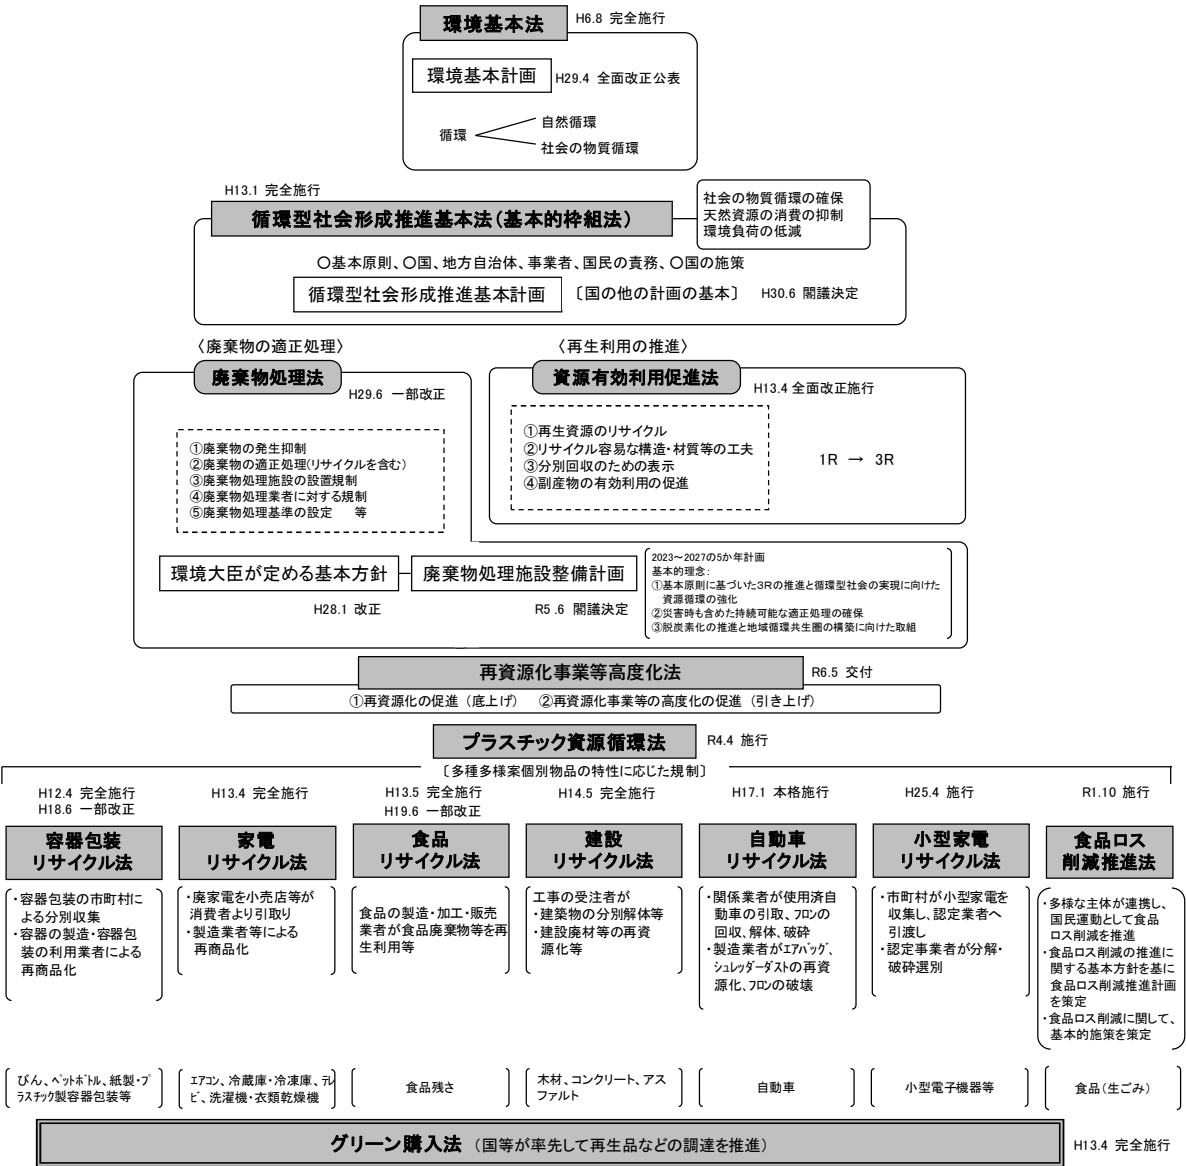 環境基本法
H6.8 完全施行
環境基本計画
H29.4 全面改正公表
循環
自然循環
社会の物質循環
H13.1 完全施行
循環型社会形成推進基本法(基本的枠組法)
社会の物質循環の確保
天然資源の消費の抑制
環境負荷の低減
○基本原則、○国、地方自治体、事業者、国民の責務、○国の施策
循環型社会形成推進基本計画
〔国の他の計画の基本〕
H30.6 閣議決定
〈廃棄物の適正処理〉
廃棄物処理法
H29.6 一部改正
①廃棄物の発生抑制
②廃棄物の適正処理(リサイクルを含む)
③廃棄物処理施設の設置規制
④廃棄物処理業者に対する規制
⑤廃棄物処理基準の設定 等
〈再生利用の推進〉
資源有効利用促進法
H13.4 全面改正施行
①再生資源のリサイクル
②リサイクル容易な構造・材質等の工夫
③分別回収のための表示
④副産物の有効利用の促進
1R → 3R
環境大臣が定める基本方針
H28.1 改正
廃棄物処理施設整備計画
R5 .6 閣議決定
2023~2027の5か年計画
基本的理念:
①基本原則に基づいた3Rの推進と循環型社会の実現に向けた
資源循環の強化
②災害時も含めた持続可能な適正処理の確保
③脱炭素化の推進と地域循環共生圏の構築に向けた取組
再資源化事業等高度化法
R6.5 交付
①再資源化の促進(底上げ) ②再資源化事業等の高度化の促進(引き上げ)
プラスチック資源循環法
R4.4 施行
〔多種多様案個別物品の特性に応じた規制〕
H12.4 完全施行
H18.6 一部改正
容器包装
リサイクル法
・容器包装の市町村に
よる分別収集
・容器の製造・容器包
装の利用業者による
再商品化
びん、ペットボトル、紙製・プ
ラスチック製容器包装等
H13.4 完全施行
家電
リサイクル法
・廃家電を小売店等が
消費者より引取り
・製造業者等による
再商品化
エアコン、冷蔵庫・冷凍庫、テレ
ビ、洗濯機・衣類乾燥機
H13.5 完全施行
H19.6 一部改正
食品
リサイクル法
食品の製造・加工・販売
業者が食品廃棄物等を再
生利用等
食品残さ
H14.5 完全施行
建設
リサイクル法
工事の受注者が
・建築物の分別解体等
・建設廃材等の再資
源化等
木材、コンクリート、アス
ファルト
H17.1 本格施行
自動車
リサイクル法
・関係業者が使用済自
動車の引取、フロンの
回収、解体、破砕
・製造業者がエアバッグ、
シュレッダーダストの再資
源化、フロンの破壊
自動車
H25.4 施行
小型家電
リサイクル法
・市町村が小型家電を
収集し、認定業者へ
引渡し
・認定事業者が分解・
破砕選別
小型電子機器等
R1.10 施行
食品ロス
削減推進法
・多様な主体が連携し、
国民運動として食品
ロス削減を推進
・食品ロス削減の推進に
関する基本方針を基に
食品ロス削減推進計画
を策定
・食品ロス削減に関して、
基本的施策を策定
食品(生ごみ)
グリーン購入法 (国等が率先して再生品などの調達を推進)
H13.4 完全施行